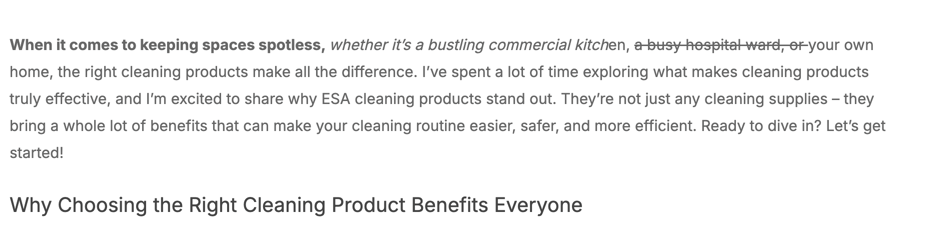 When it comes to keeping spaces spotless, whether it’s a bustling commercial kitchen, a busy hospital ward, or your own
home, the right cleaning products make all the difference. I’ve spent a lot of time exploring what makes cleaning products
truly effective, and I’m excited to share why ESA cleaning products stand out. They’re not just any cleaning supplies – they
bring a whole lot of benefits that can make your cleaning routine easier, safer, and more efficient. Ready to dive in? Let’s get
started!
Why Choosing the Right Cleaning Product Benefits Everyone